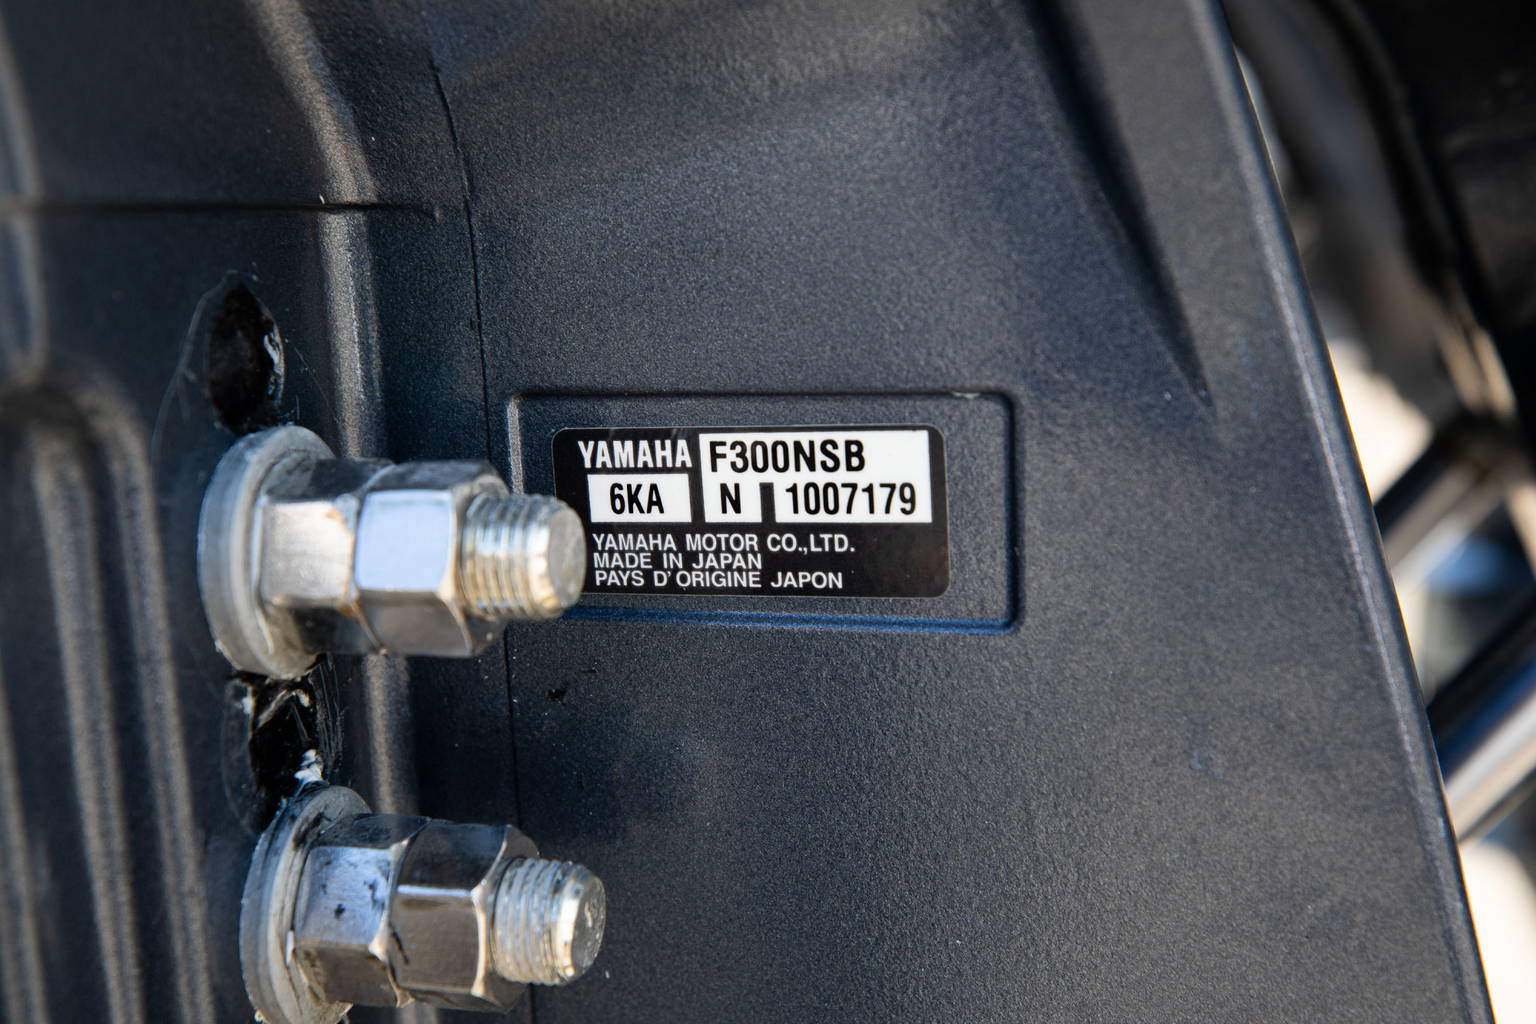 YAMAHA F300NSB
6KA N 1007179
YAMAHA MOTOR CO.,LTD.
MADE IN JAPAN
PAYS D'ORIGINE JAPON